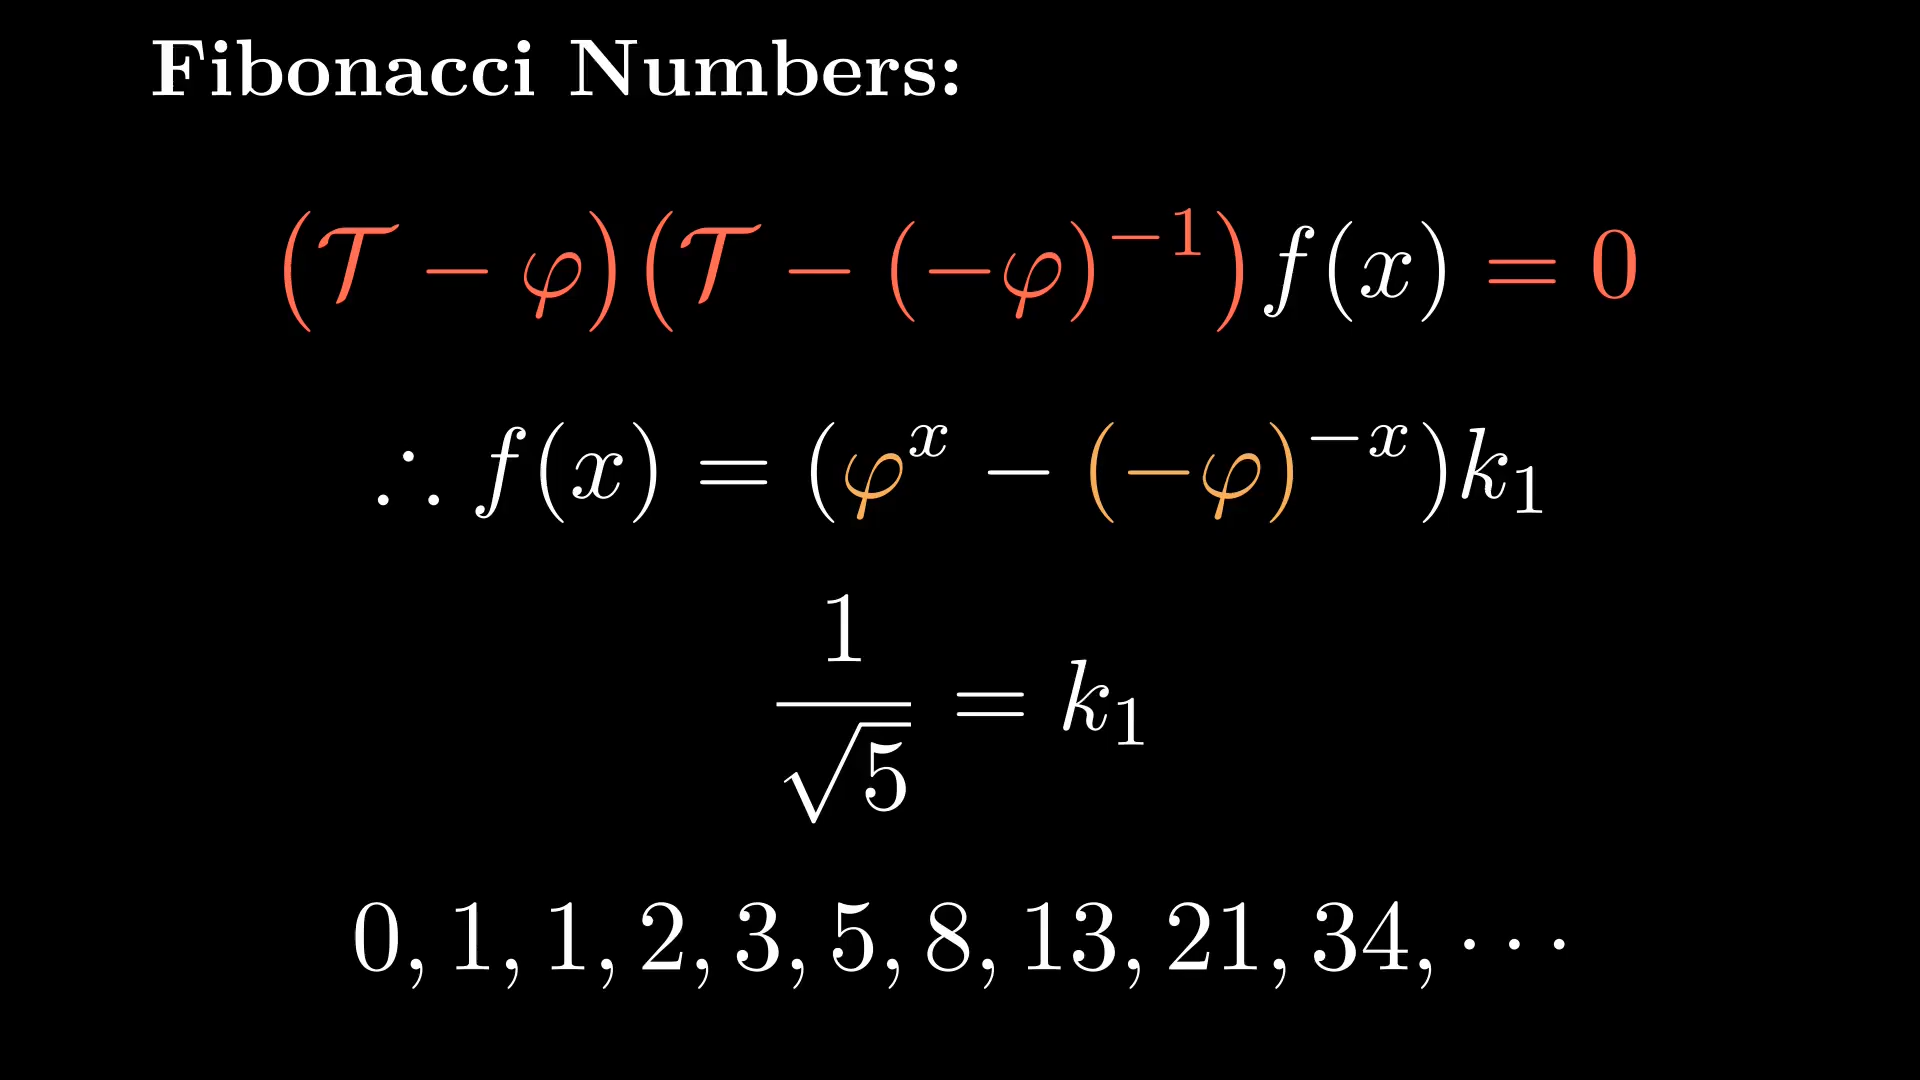 Fibonacci Numbers:
(𝒯 − φ)(𝒯 − (−φ)⁻¹) f(x) = 0
∴ f(x) = (φˣ − (−φ)⁻ˣ)k₁
1/√5 = k₁
0, 1, 1, 2, 3, 5, 8, 13, 21, 34, ⋯